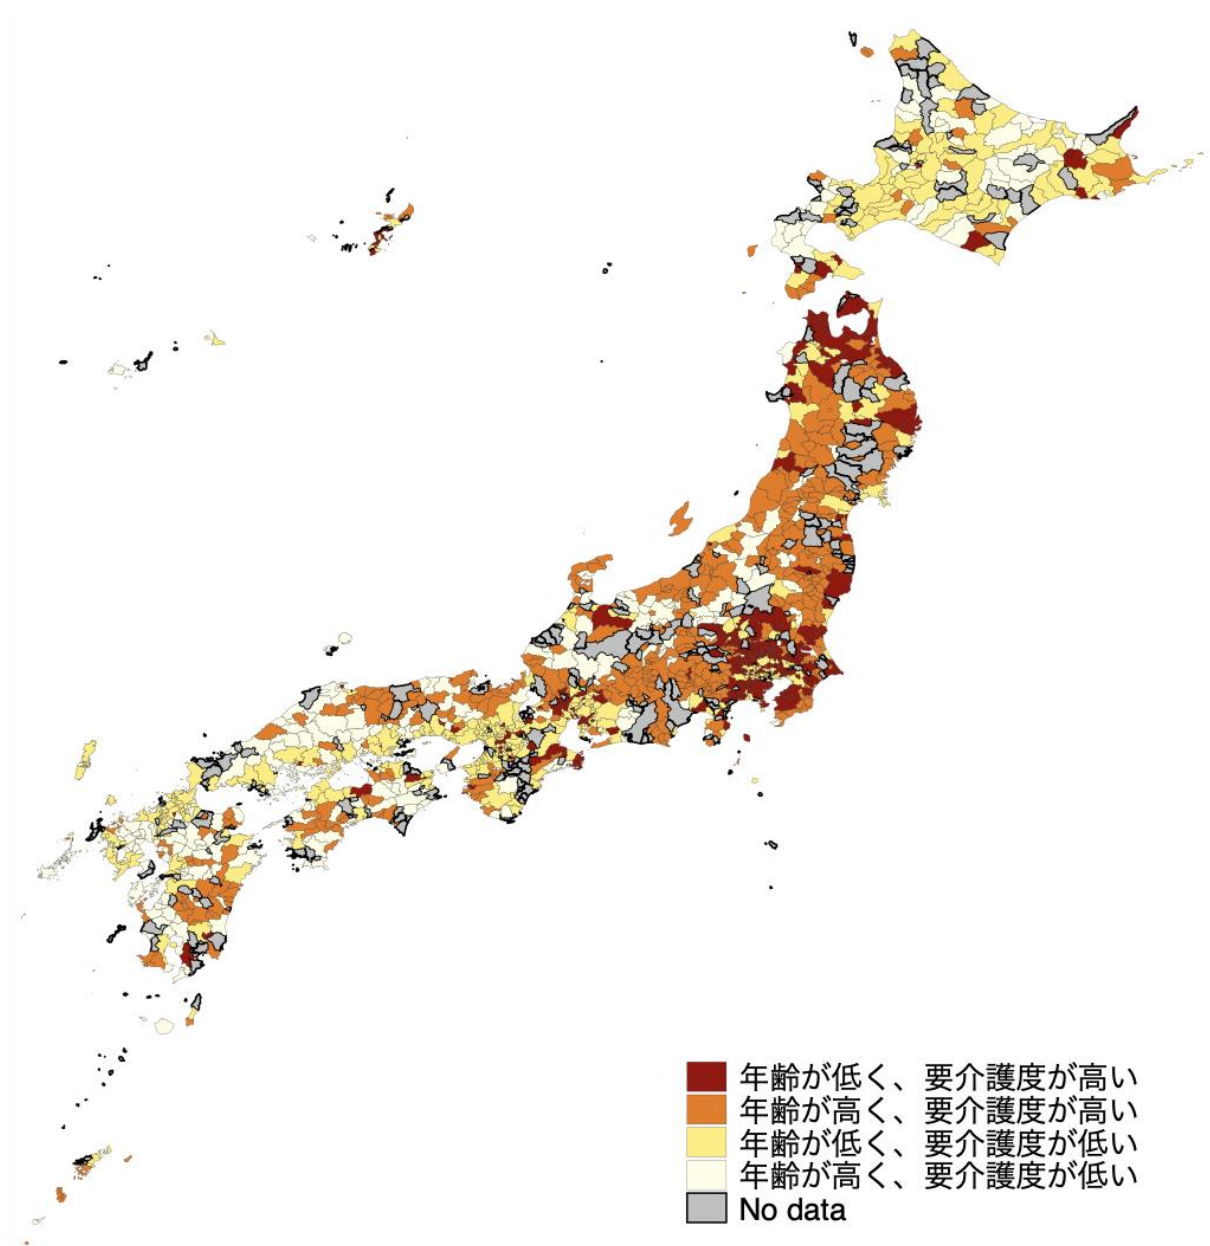 年齢が低く、要介護度が高い
年齢が高く、要介護度が高い
年齢が低く、要介護度が低い
年齢が高く、要介護度が低い
No data